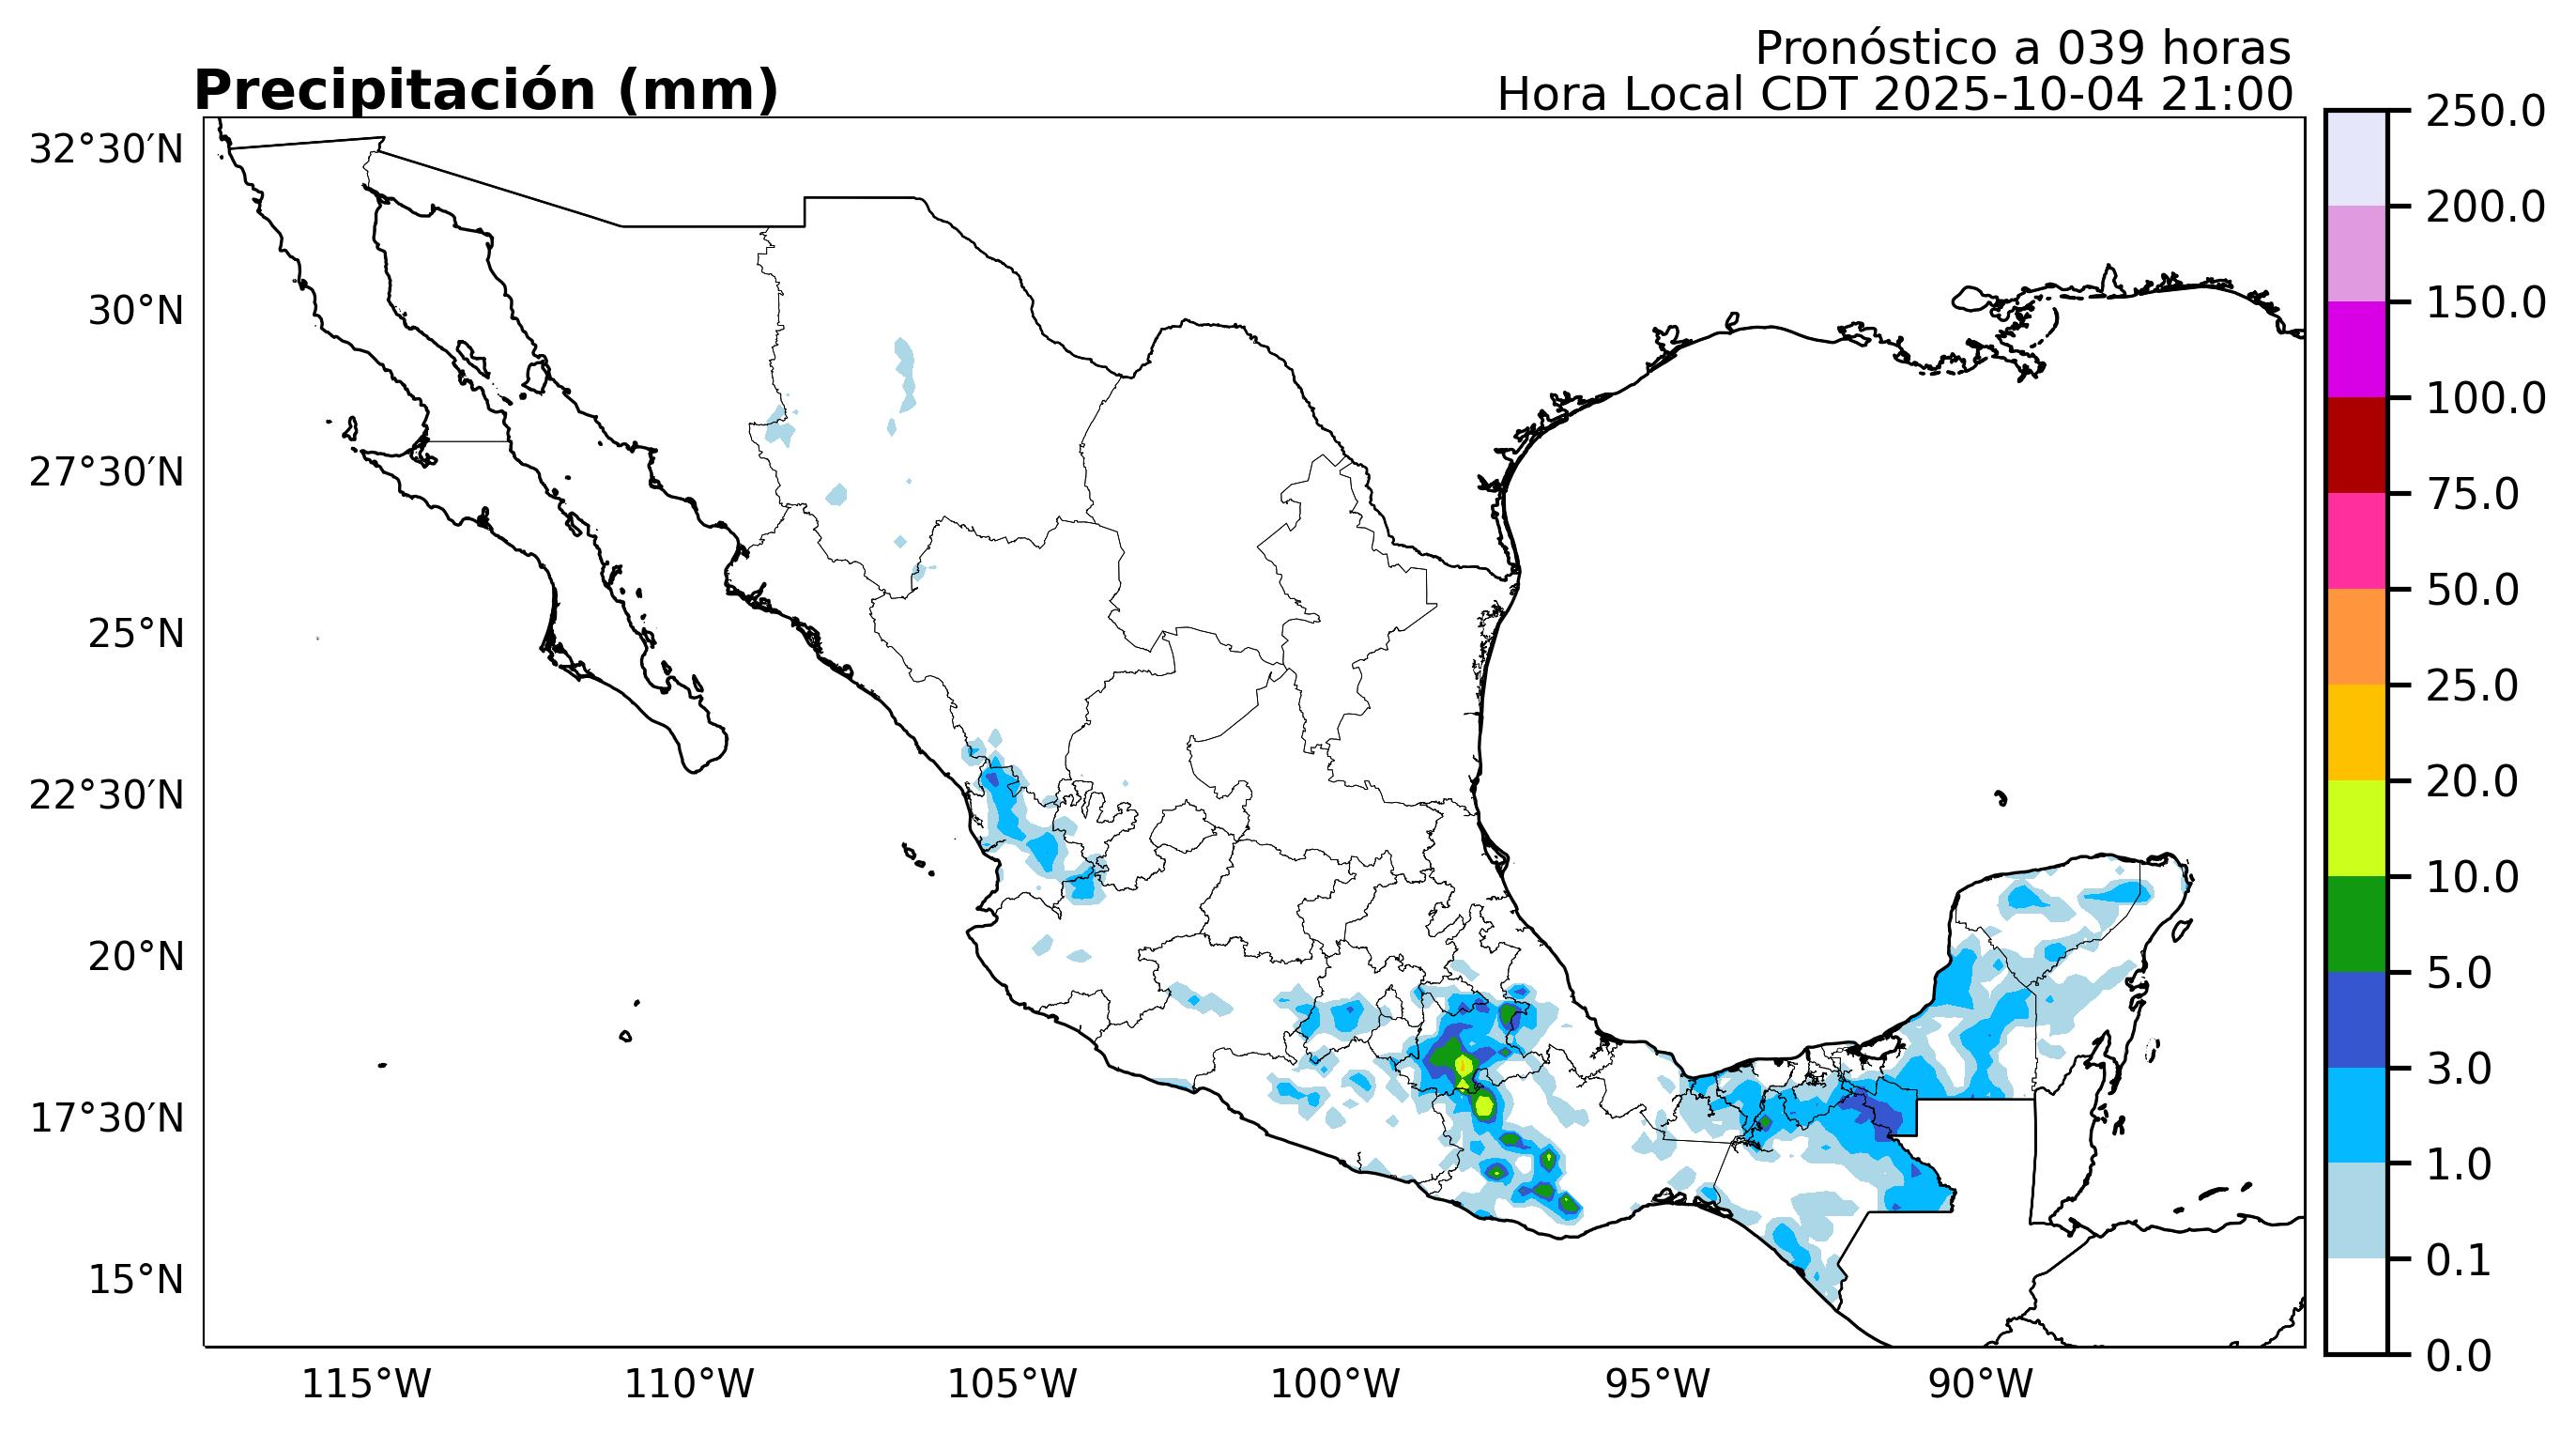 Pronóstico a 039 horas
Precipitación (mm)
Hora Local CDT 2025-10-04 21:00
32°30′N
30°N
27°30′N
25°N
22°30′N
20°N
17°30′N
15°N
115°W
110°W
105°W
100°W
95°W
90°W
250.0
200.0
150.0
100.0
75.0
50.0
25.0
20.0
10.0
5.0
3.0
1.0
0.1
0.0